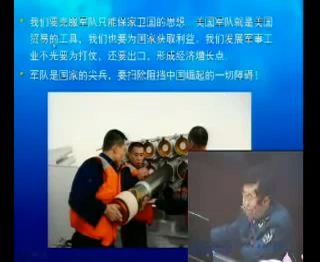 我们要克服军队只能保家卫国的思想．美国军队就是美国
贸易的工具，我们也要为国家获取利益．我们发展军事工
业不光要为打仗，还要出口，形成经济增长点．
军队是国家的尖兵，要扫除阻挡中国崛起的一切障碍！